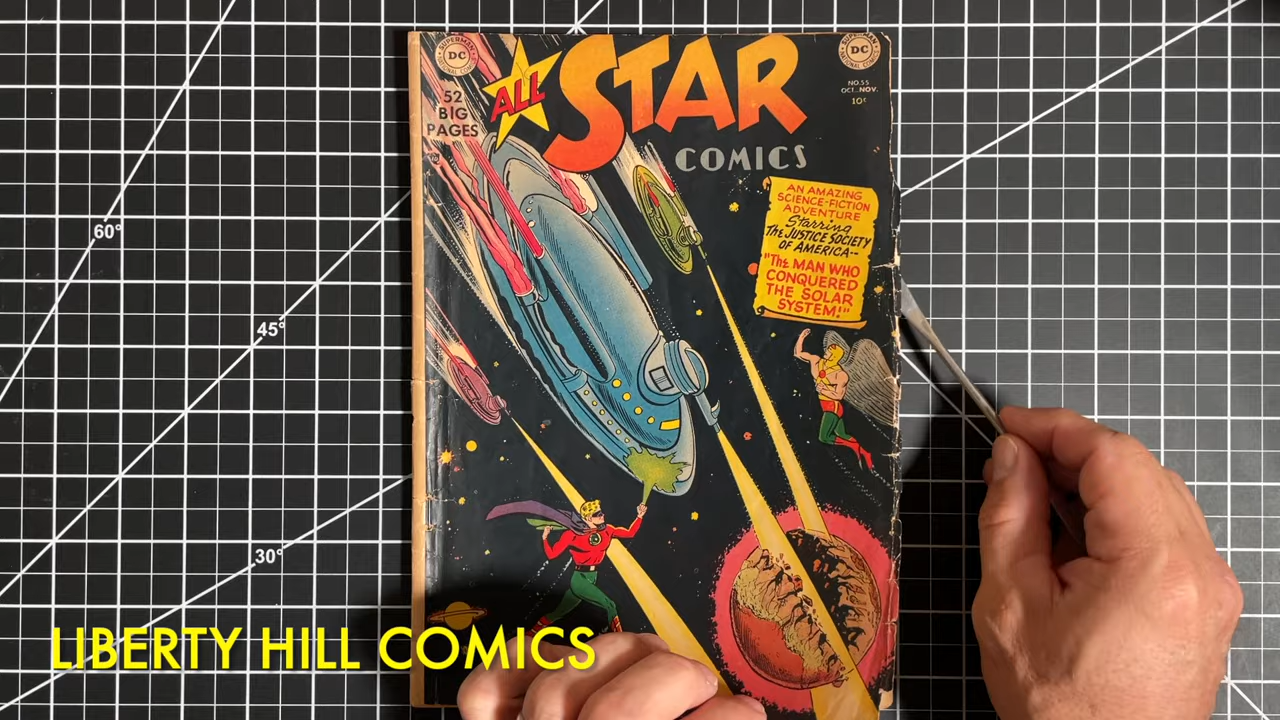 SUPERMAN
DC
NATIONAL COMICS
52
BIG
PAGES
ALL
STAR
COMICS
SUPERMAN
DC
NATIONAL COMICS
NO.55
OCT.-NOV.
10¢
AN AMAZING
SCIENCE-FICTION
ADVENTURE
Starring
THE JUSTICE SOCIETY
OF AMERICA--
"THE MAN WHO
CONQUERED
THE SOLAR
SYSTEM!"
60°
45°
30°
LIBERTY HILL COMICS